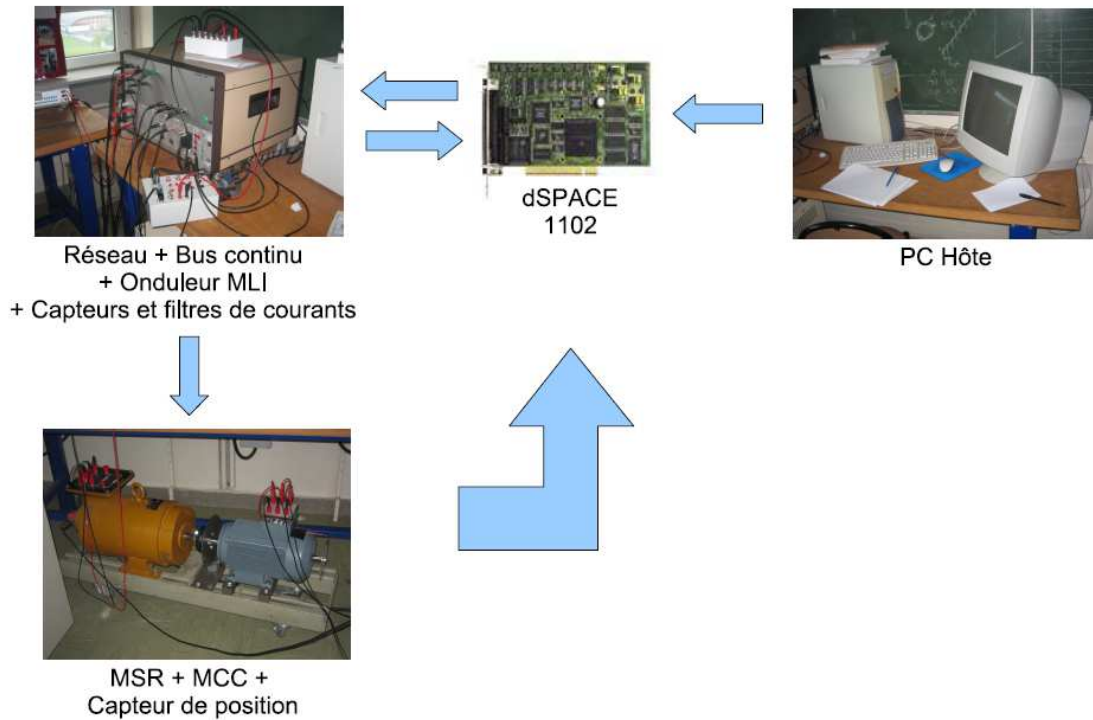 dSPACE
1102
Réseau + Bus continu
+ Onduleur MLI
+ Capteurs et filtres de courants
PC Hôte
MSR + MCC +
Capteur de position